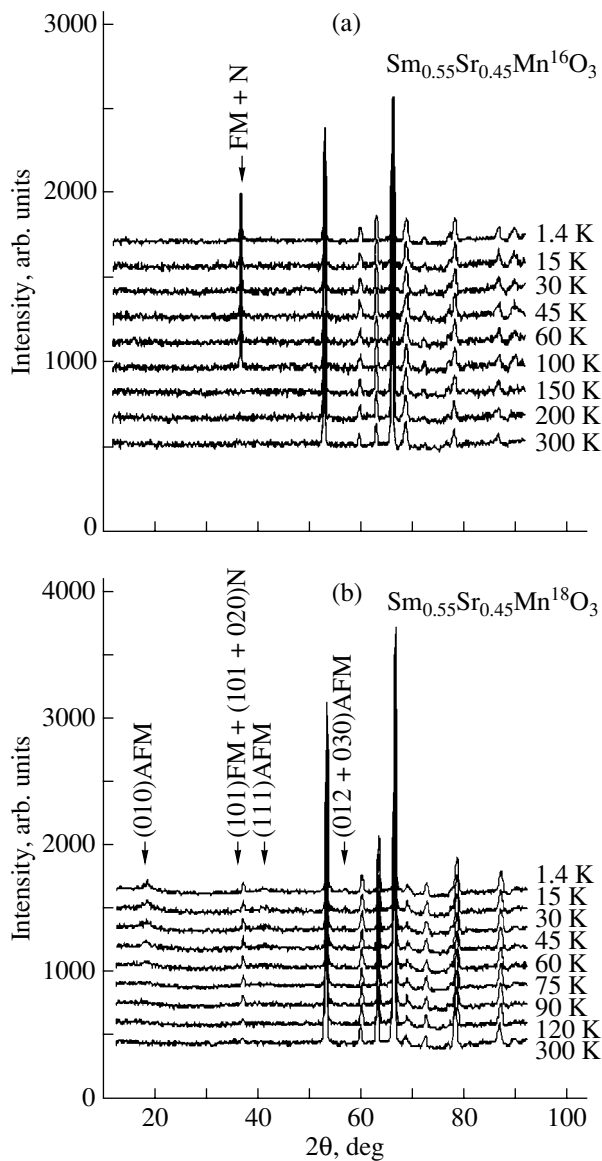 3000
(a)
Sm0.55Sr0.45Mn16O3
FM + N
2000
1.4 K
15 K
30 K
45 K
60 K
100 K
150 K
200 K
300 K
1000
0
Intensity, arb. units
4000
(b)
Sm0.55Sr0.45Mn18O3
(010)AFM
(101)FM + (101 + 020)N
(111)AFM
(012 + 030)AFM
3000
2000
1.4 K
15 K
30 K
45 K
60 K
75 K
90 K
120 K
300 K
1000
0
Intensity, arb. units
20 40 60 80 100
2θ, deg